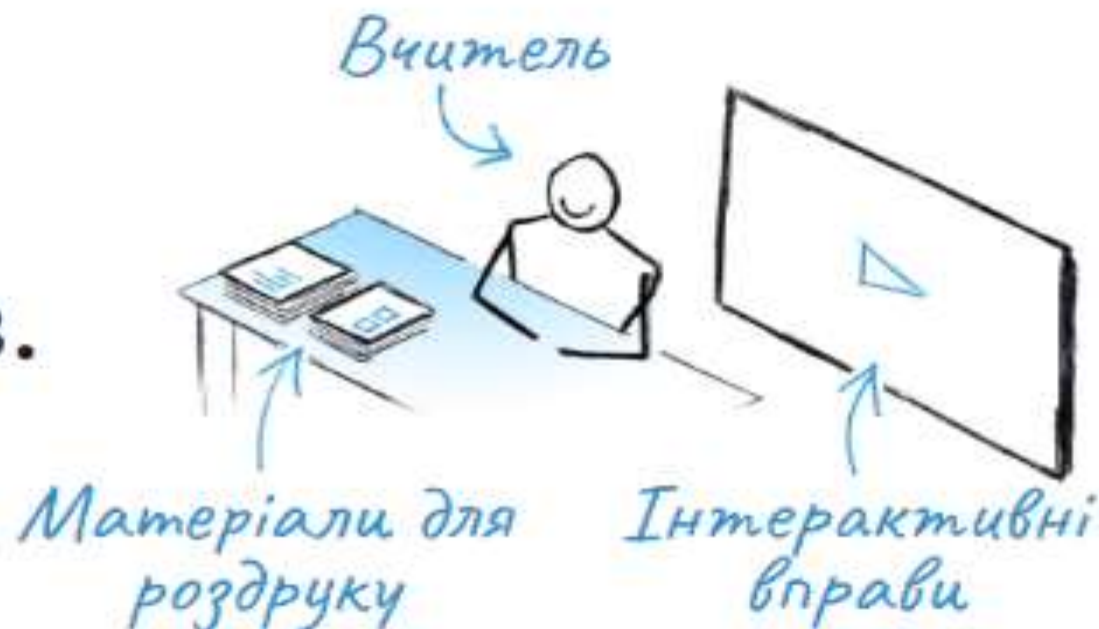 Вчитель
Матеріали для
роздруку
Інтерактивні
вправи